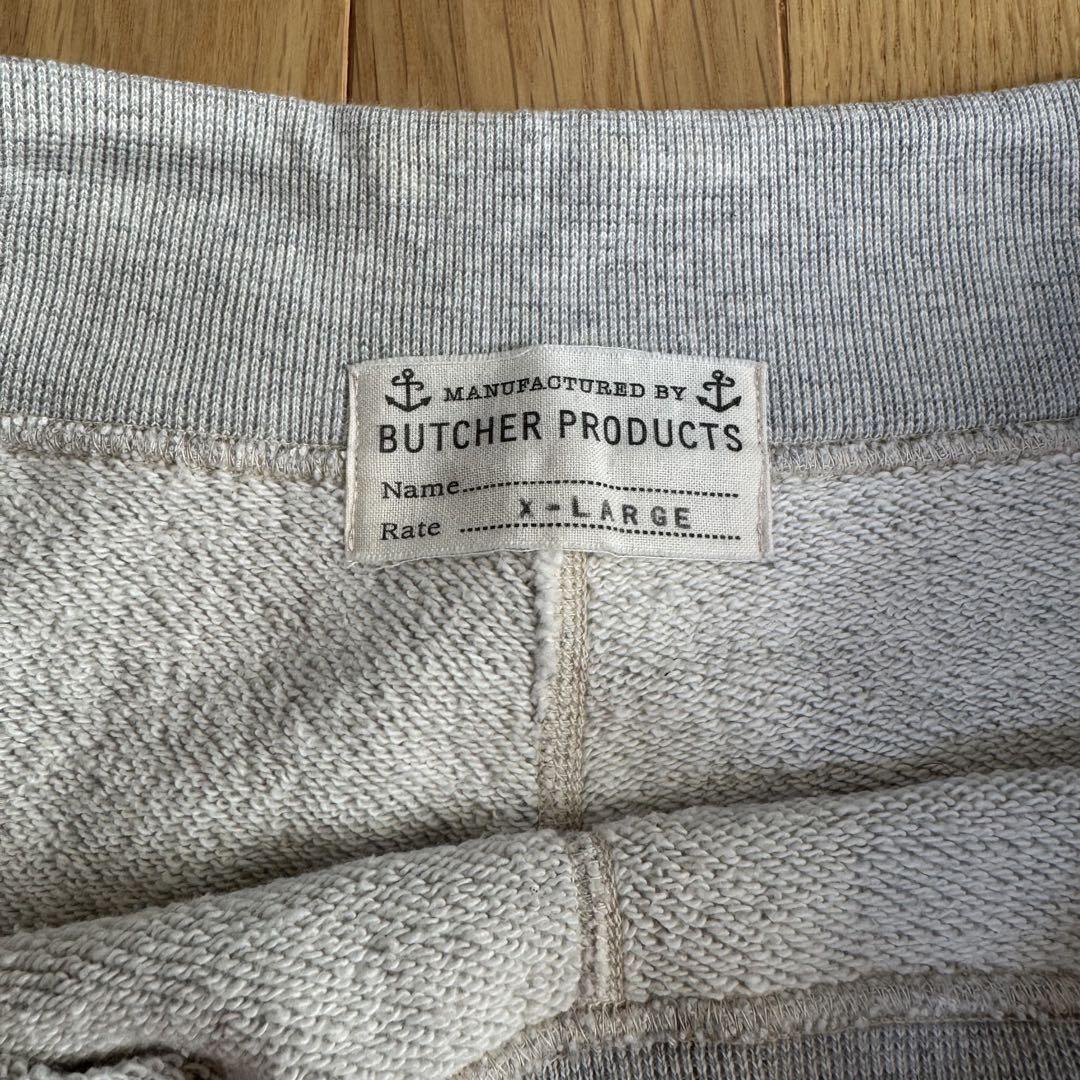 MANUFACTURED BY
BUTCHER PRODUCTS
Name
Rate X-LARGE